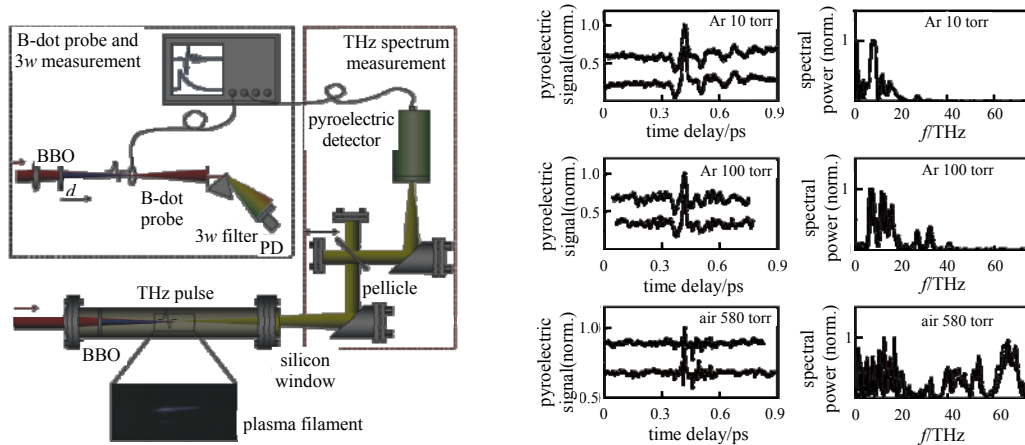 B-dot probe and
3w measurement
BBO
d
B-dot
probe
3w filter
PD
THz spectrum
measurement
pyroelectric
detector
pellicle
THz pulse
BBO
silicon
window
plasma filament
pyroelectric
signal(norm.)
1.0
0.5
Ar 10 torr
0 0.3 0.6 0.9
time delay/ps
spectral
power (norm.)
1
Ar 10 torr
0 20 40 60
f/THz
pyroelectric
signal(norm.)
1.0
0.5
Ar 100 torr
0 0.3 0.6 0.9
time delay/ps
spectral
power (norm.)
1
Ar 100 torr
0 20 40 60
f/THz
pyroelectric
signal(norm.)
1.0
0.5
air 580 torr
0 0.3 0.6 0.9
time delay/ps
spectral
power (norm.)
1
air 580 torr
0 20 40 60
f/THz